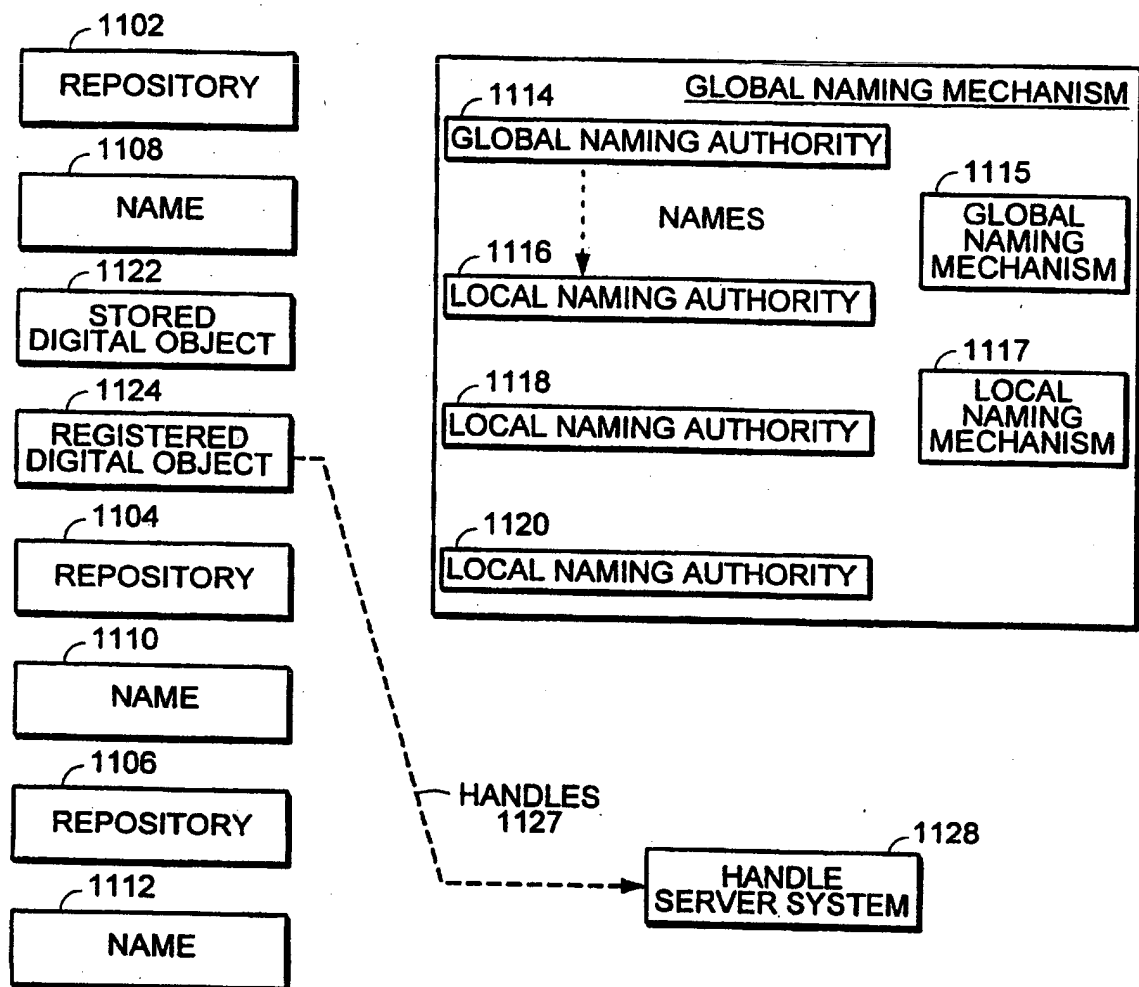 1102
REPOSITORY
1108
NAME
1122
STORED
DIGITAL OBJECT
1124
REGISTERED
DIGITAL OBJECT
1104
REPOSITORY
1110
NAME
1106
REPOSITORY
1112
NAME
GLOBAL NAMING MECHANISM
1114
GLOBAL NAMING AUTHORITY
NAMES
1116
LOCAL NAMING AUTHORITY
1118
LOCAL NAMING AUTHORITY
1120
LOCAL NAMING AUTHORITY
1115
GLOBAL
NAMING
MECHANISM
1117
LOCAL
NAMING
MECHANISM
HANDLES
1127
1128
HANDLE
SERVER SYSTEM